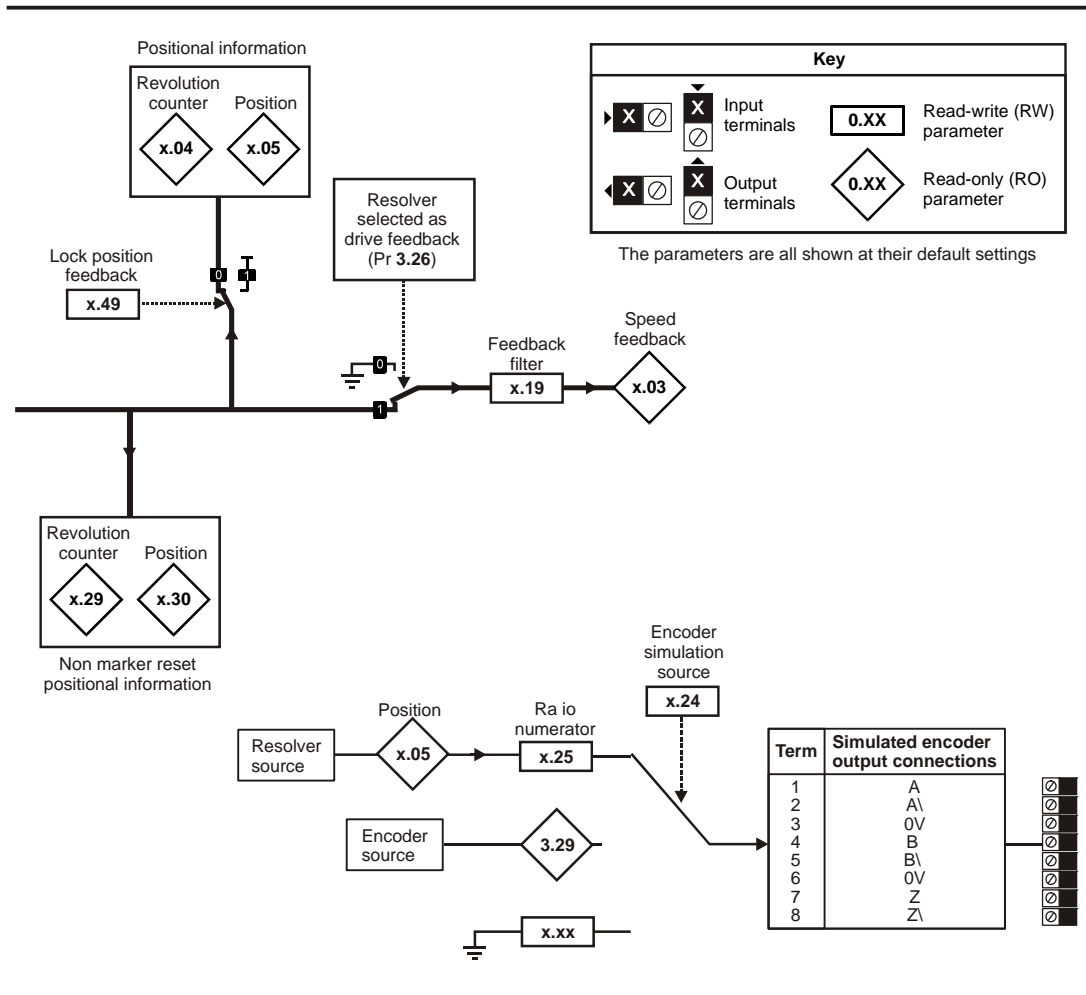 Positional information
Revolution
counter
Position
x.04
x.05
Lock position
feedback
x.49
0
1
Resolver
selected as
drive feedback
(Pr 3.26)
0
1
Feedback
filter
x.19
Speed
feedback
x.03
Key
X
X
Input
terminals
0.XX
Read-write (RW)
parameter
X
X
Output
terminals
0.XX
Read-only (RO)
parameter
The parameters are all shown at their default settings
Revolution
counter
Position
x.29
x.30
Non marker reset
positional information
Encoder
simulation
source
x.24
Resolver
source
Position
x.05
Ra io
numerator
x.25
Encoder
source
3.29
x.xx
Term Simulated encoder
output connections
1 A
2 A\
3 0V
4 B
5 B\
6 0V
7 Z
8 Z\